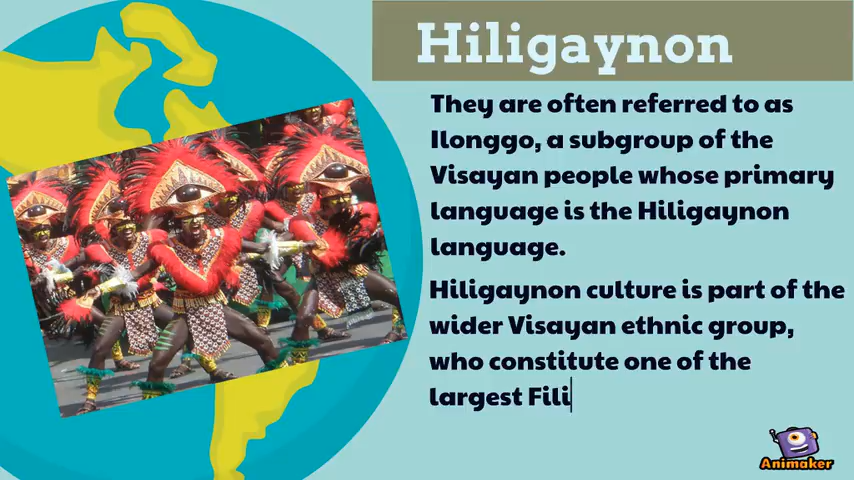 Hiligaynon
They are often referred to as
Ilonggo, a subgroup of the
Visayan people whose primary
language is the Hiligaynon
language.
Hiligaynon culture is part of the
wider Visayan ethnic group,
who constitute one of the
largest Fili
Animaker